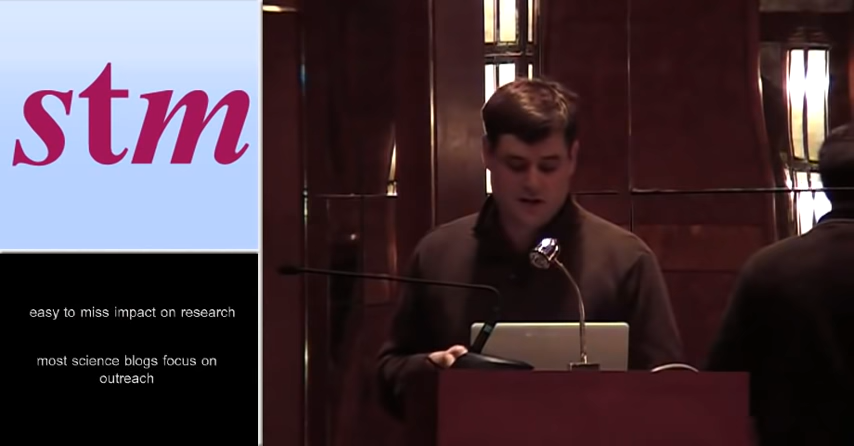 stm
easy to miss impact on research
most science blogs focus on
outreach